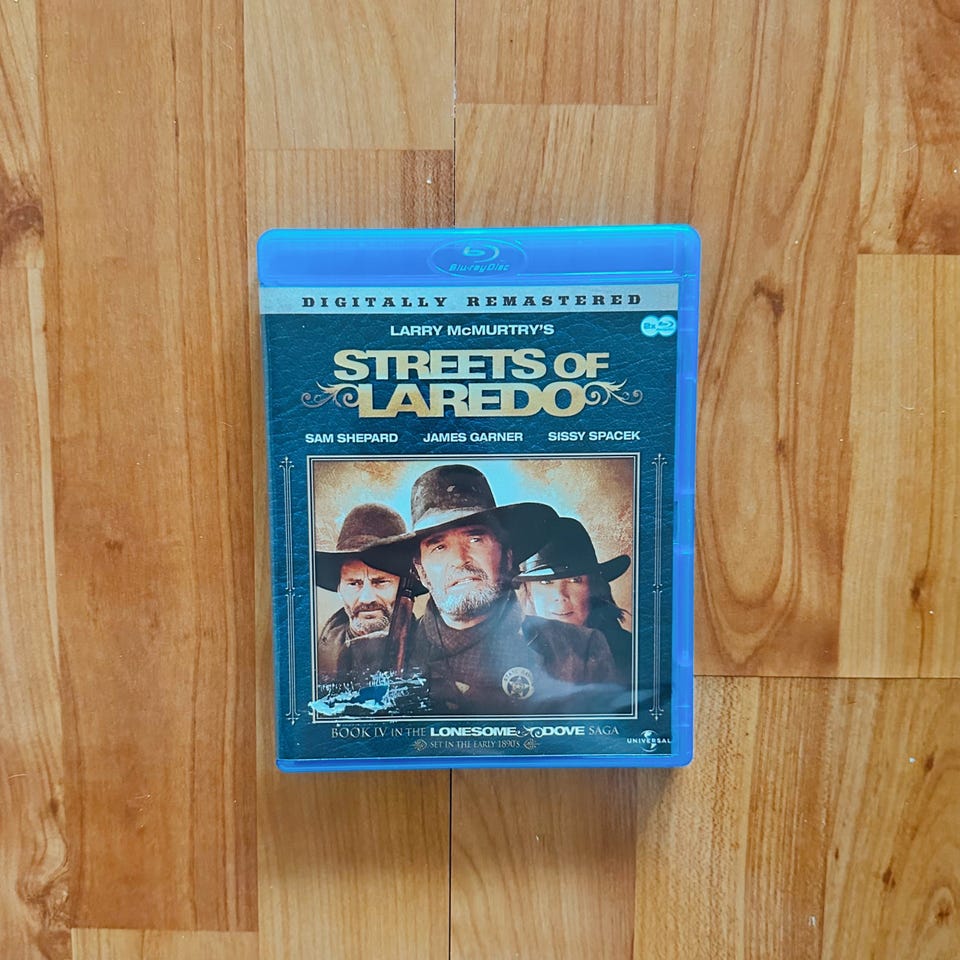 Blu-ray Disc
DIGITALLY REMASTERED
2x
LARRY McMURTRY'S
STREETS OF
LAREDO
SAM SHEPARD JAMES GARNER SISSY SPACEK
BOOK IV IN THE LONESOME DOVE SAGA
SET IN THE EARLY 1890'S
UNIVERSAL